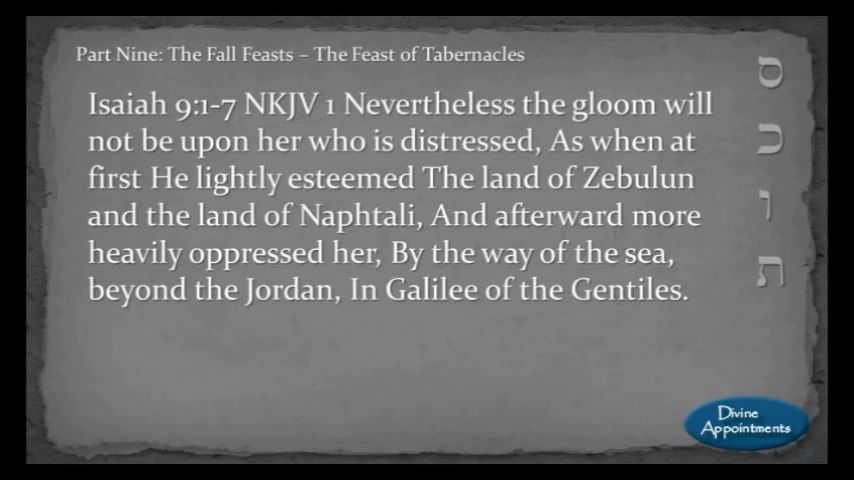 Part Nine: The Fall Feasts – The Feast of Tabernacles
Isaiah 9:1-7 NKJV 1 Nevertheless the gloom will
not be upon her who is distressed, As when at
first He lightly esteemed The land of Zebulun
and the land of Naphtali, And afterward more
heavily oppressed her, By the way of the sea,
beyond the Jordan, In Galilee of the Gentiles.
Divine
Appointments